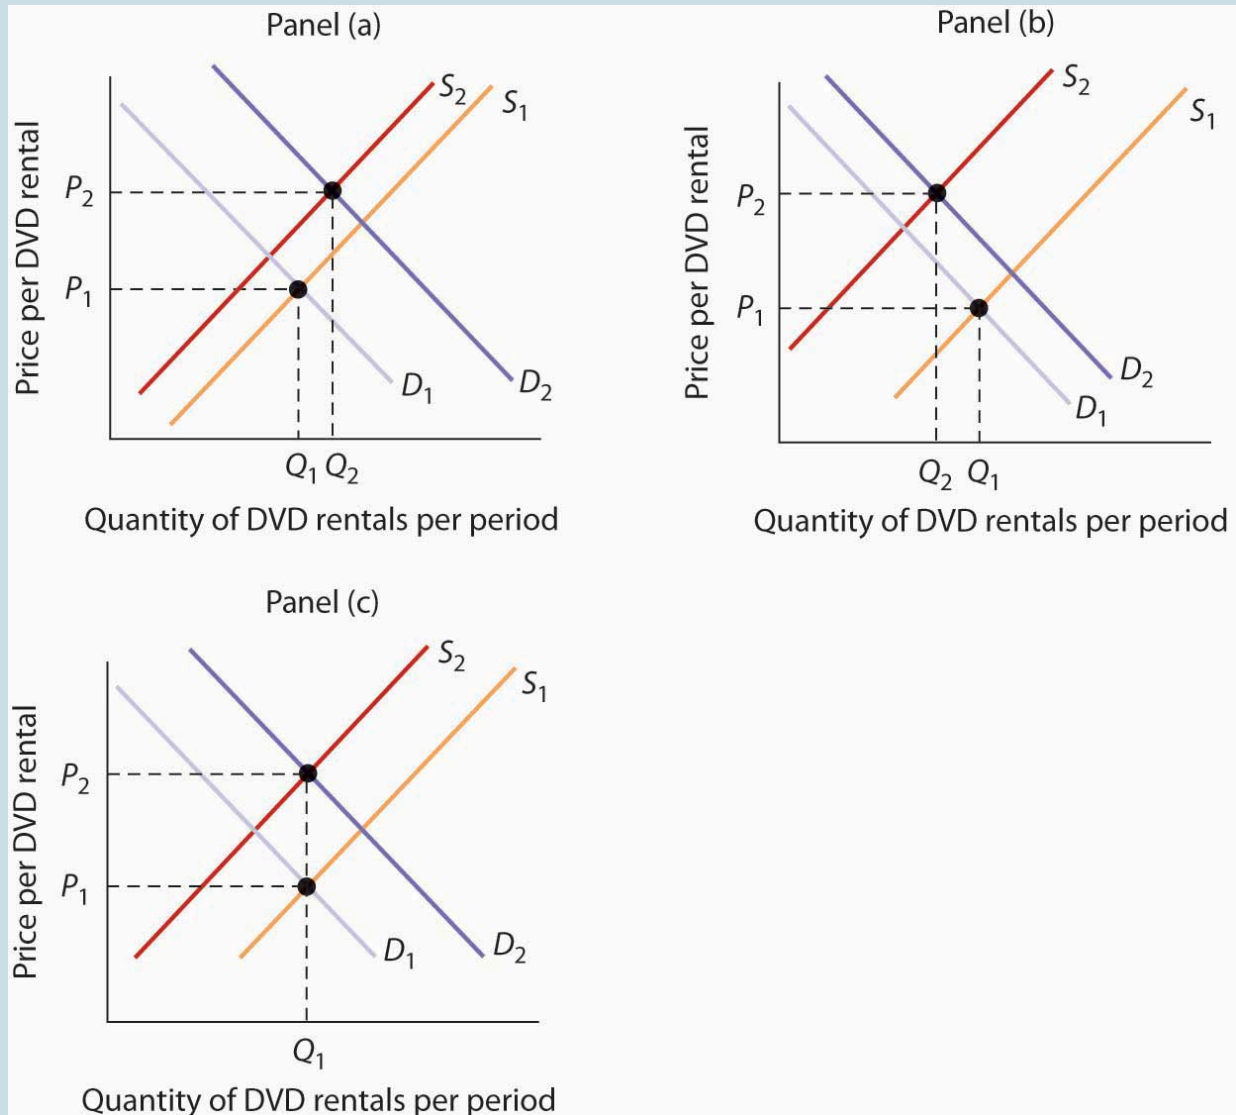 Panel (a)
Price per DVD rental
S₂
S₁
P₂
P₁
D₁
D₂
Q₁ Q₂
Quantity of DVD rentals per period
Panel (b)
Price per DVD rental
S₂
S₁
P₂
P₁
D₂
D₁
Q₂ Q₁
Quantity of DVD rentals per period
Panel (c)
Price per DVD rental
S₂
S₁
P₂
P₁
D₁
D₂
Q₁
Quantity of DVD rentals per period